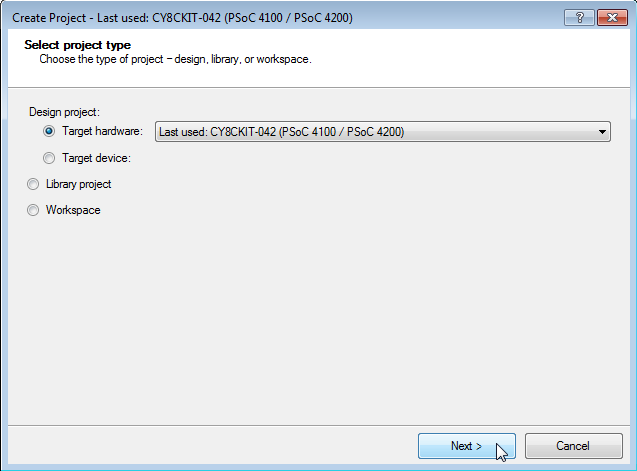 Create Project - Last used: CY8CKIT-042 (PSoC 4100 / PSoC 4200)
?
Select project type
Choose the type of project – design, library, or workspace.
Design project:
Target hardware: Last used: CY8CKIT-042 (PSoC 4100 / PSoC 4200)
Target device:
Library project
Workspace
Next > Cancel